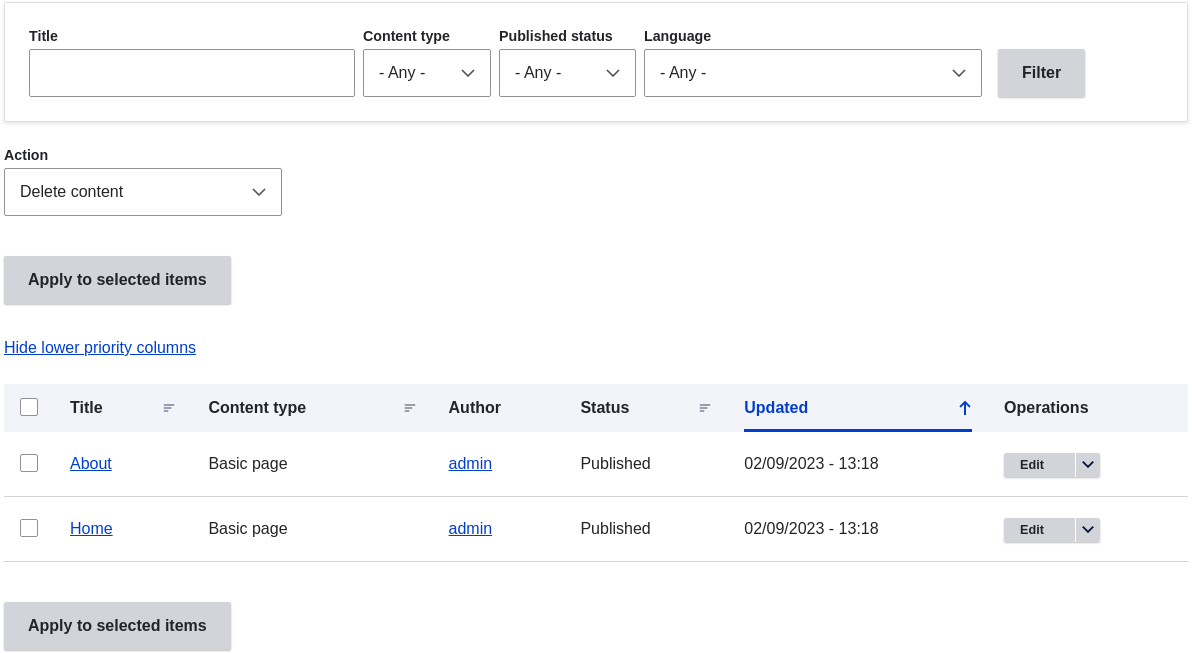 Title Content type Published status Language
- Any - - Any - - Any - Filter
Action
Delete content
Apply to selected items
Hide lower priority columns
Title Content type Author Status Updated Operations
About Basic page admin Published 02/09/2023 - 13:18 Edit
Home Basic page admin Published 02/09/2023 - 13:18 Edit
Apply to selected items